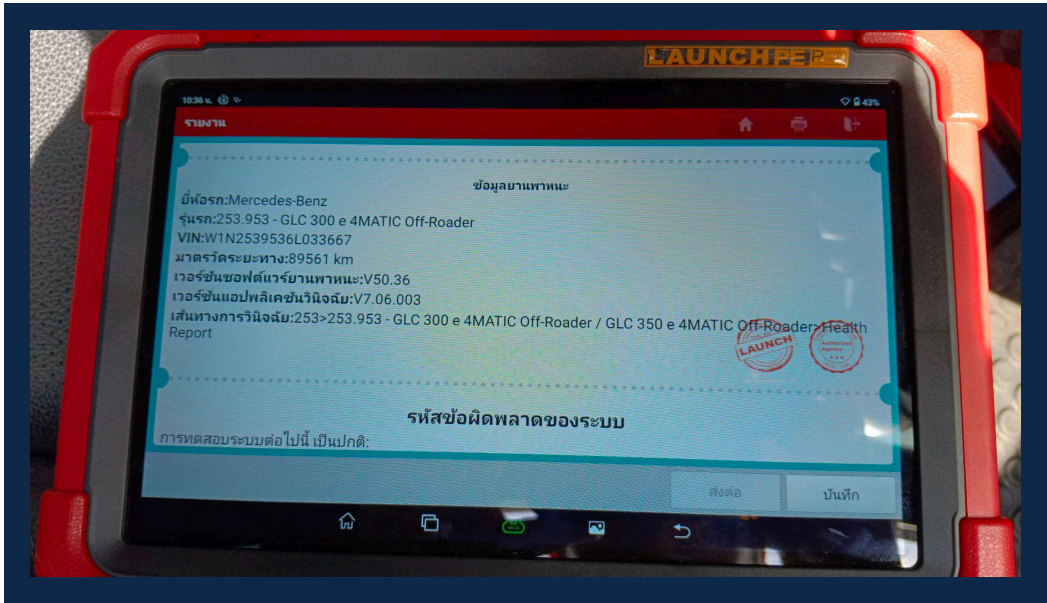 LAUNCH PE Pro
10:36 น.
43%
รายงาน
ข้อมูลยานพาหนะ
ยี่ห้อรถ:Mercedes-Benz
รุ่นรถ:253.953 - GLC 300 e 4MATIC Off-Roader
VIN:W1N2539536L033667
มาตรวัดระยะทาง:89561 km
เวอร์ชันซอฟต์แวร์ยานพาหนะ:V50.36
เวอร์ชันแอปพลิเคชันวินิจฉัย:V7.06.003
เส้นทางการวินิจฉัย:253>253.953 - GLC 300 e 4MATIC Off-Roader / GLC 350 e 4MATIC Off-Roader>Health
Report
LAUNCH
Authorized
Agency
รหัสข้อผิดพลาดของระบบ
การทดสอบระบบต่อไปนี้ เป็นปกติ:
ส่งต่อ
บันทึก